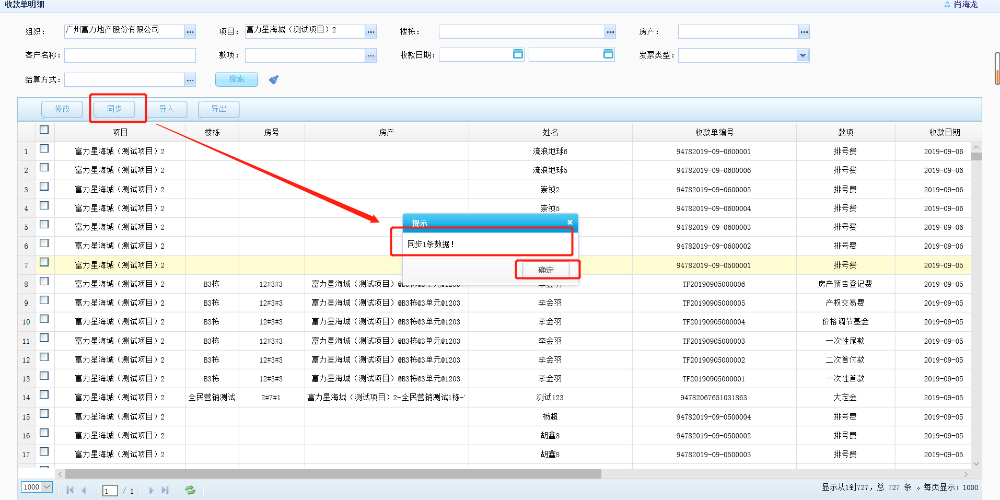 收款单明细
肖海龙
组织： 广州富力地产股份有限公司 ... 项目： 富力星海城（测试项目）2 ... 楼栋： ... 房产： ...
客户名称： 款项： ... 收款日期： 发票类型：
结算方式： ... 搜索
修改 同步 导入 导出
项目 楼栋 房号 房产 姓名 收款单编号 款项 收款日期
1 富力星海城（测试项目）2 流浪地球6 94782019-09-0600001 排号费 2019-09-06
2 富力星海城（测试项目）2 流浪地球5 94782019-09-0600006 排号费 2019-09-06
3 富力星海城（测试项目）2 崇祯2 94782019-09-0600005 排号费 2019-09-06
4 富力星海城（测试项目）2 崇祯5 94782019-09-0600004 排号费 2019-09-06
5 富力星海城（测试项目）2 94782019-09-0600003 排号费 2019-09-06
6 富力星海城（测试项目）2 94782019-09-0600002 排号费 2019-09-06
7 富力星海城（测试项目）2 94782019-09-0500001 排号费 2019-09-05
提示
同步1条数据！
确定
8 富力星海城（测试项目）2 B3栋 12#3#3 富力星海城（测试项目）@B3栋@3单元@1203 李金羽 TF20190905000006 房产预告登记费 2019-09-05
9 富力星海城（测试项目）2 B3栋 12#3#3 富力星海城（测试项目）@B3栋@3单元@1203 李金羽 TF20190905000005 产权交易费 2019-09-05
10 富力星海城（测试项目）2 B3栋 12#3#3 富力星海城（测试项目）@B3栋@3单元@1203 李金羽 TF20190905000004 价格调节基金 2019-09-05
11 富力星海城（测试项目）2 B3栋 12#3#3 富力星海城（测试项目）@B3栋@3单元@1203 李金羽 TF20190905000003 一次性尾款 2019-09-05
12 富力星海城（测试项目）2 B3栋 12#3#3 富力星海城（测试项目）@B3栋@3单元@1203 李金羽 TF20190905000002 二次首付款 2019-09-05
13 富力星海城（测试项目）2 B3栋 12#3#3 富力星海城（测试项目）@B3栋@3单元@1203 李金羽 TF20190905000001 一次性首款 2019-09-05
14 富力星海城（测试项目）2 全民营销测试 2#7#1 富力星海城（测试项目）2-全民营销测试1栋- 测试123 94782067651031863 大定金 2019-09-05
15 富力星海城（测试项目）2 杨超 94782019-09-0500004 排号费 2019-09-05
16 富力星海城（测试项目）2 胡鑫8 94782019-09-0500002 排号费 2019-09-05
17 富力星海城（测试项目）2 胡鑫8 94782019-09-0500003 排号费 2019-09-05
1000 1 / 1 显示从1到727，总 727 条 。每页显示：1000